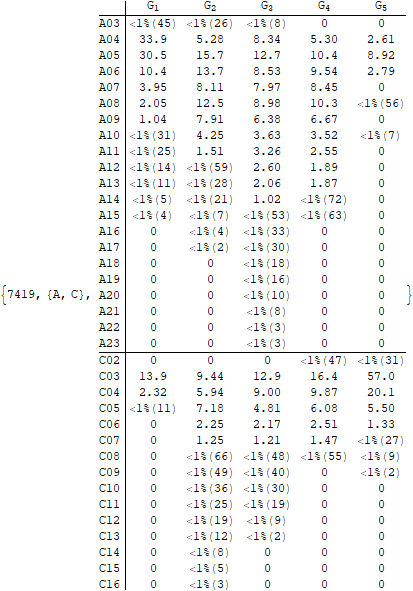 G1 G2 G3 G4 G5
A03 <1%(45) <1%(26) <1%(8) 0 0
A04 33.9 5.28 8.34 5.30 2.61
A05 30.5 15.7 12.7 10.4 8.92
A06 10.4 13.7 8.53 9.54 2.79
A07 3.95 8.11 7.97 8.45 0
A08 2.05 12.5 8.98 10.3 <1%(56)
A09 1.04 7.91 6.38 6.67 0
A10 <1%(31) 4.25 3.63 3.52 <1%(7)
A11 <1%(25) 1.51 3.26 2.55 0
A12 <1%(14) <1%(59) 2.60 1.89 0
A13 <1%(11) <1%(28) 2.06 1.87 0
A14 <1%(5) <1%(21) 1.02 <1%(72) 0
A15 <1%(4) <1%(7) <1%(53) <1%(63) 0
A16 0 <1%(4) <1%(33) 0 0
A17 0 <1%(2) <1%(30) 0 0
A18 0 0 <1%(18) 0 0
A19 0 0 <1%(16) 0 0
{7419, {A, C}, A20 0 0 <1%(10) 0 0 }
A21 0 0 <1%(8) 0 0
A22 0 0 <1%(3) 0 0
A23 0 0 <1%(3) 0 0
C02 0 0 0 <1%(47) <1%(31)
C03 13.9 9.44 12.9 16.4 57.0
C04 2.32 5.94 9.00 9.87 20.1
C05 <1%(11) 7.18 4.81 6.08 5.50
C06 0 2.25 2.17 2.51 1.33
C07 0 1.25 1.21 1.47 <1%(27)
C08 0 <1%(66) <1%(48) <1%(55) <1%(9)
C09 0 <1%(49) <1%(40) 0 <1%(2)
C10 0 <1%(36) <1%(30) 0 0
C11 0 <1%(25) <1%(19) 0 0
C12 0 <1%(19) <1%(9) 0 0
C13 0 <1%(12) <1%(2) 0 0
C14 0 <1%(8) 0 0 0
C15 0 <1%(5) 0 0 0
C16 0 <1%(3) 0 0 0